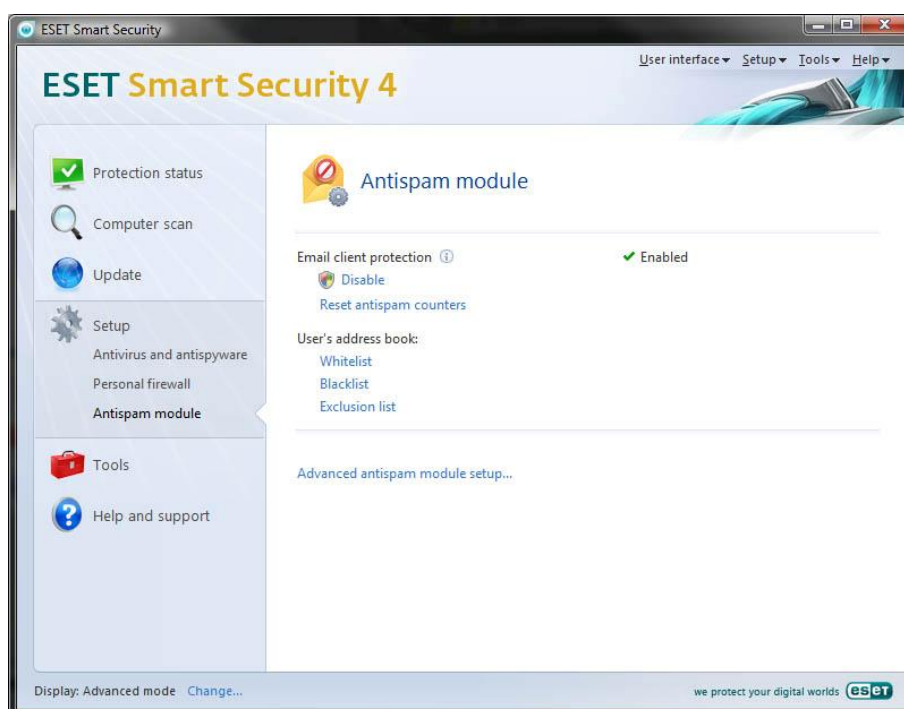 ESET Smart Security
User interface Setup Tools Help
ESET Smart Security 4
Protection status
Computer scan
Update
Setup
Antivirus and antispyware
Personal firewall
Antispam module
Tools
Help and support
Antispam module
Email client protection Enabled
Disable
Reset antispam counters
User's address book:
Whitelist
Blacklist
Exclusion list
Advanced antispam module setup...
Display: Advanced mode Change...
we protect your digital worlds eset